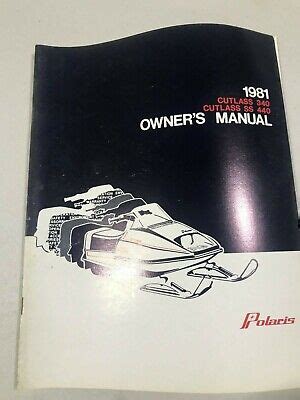 1981
CUTLASS 340
CUTLASS SS 440
OWNER'S MANUAL
Polaris